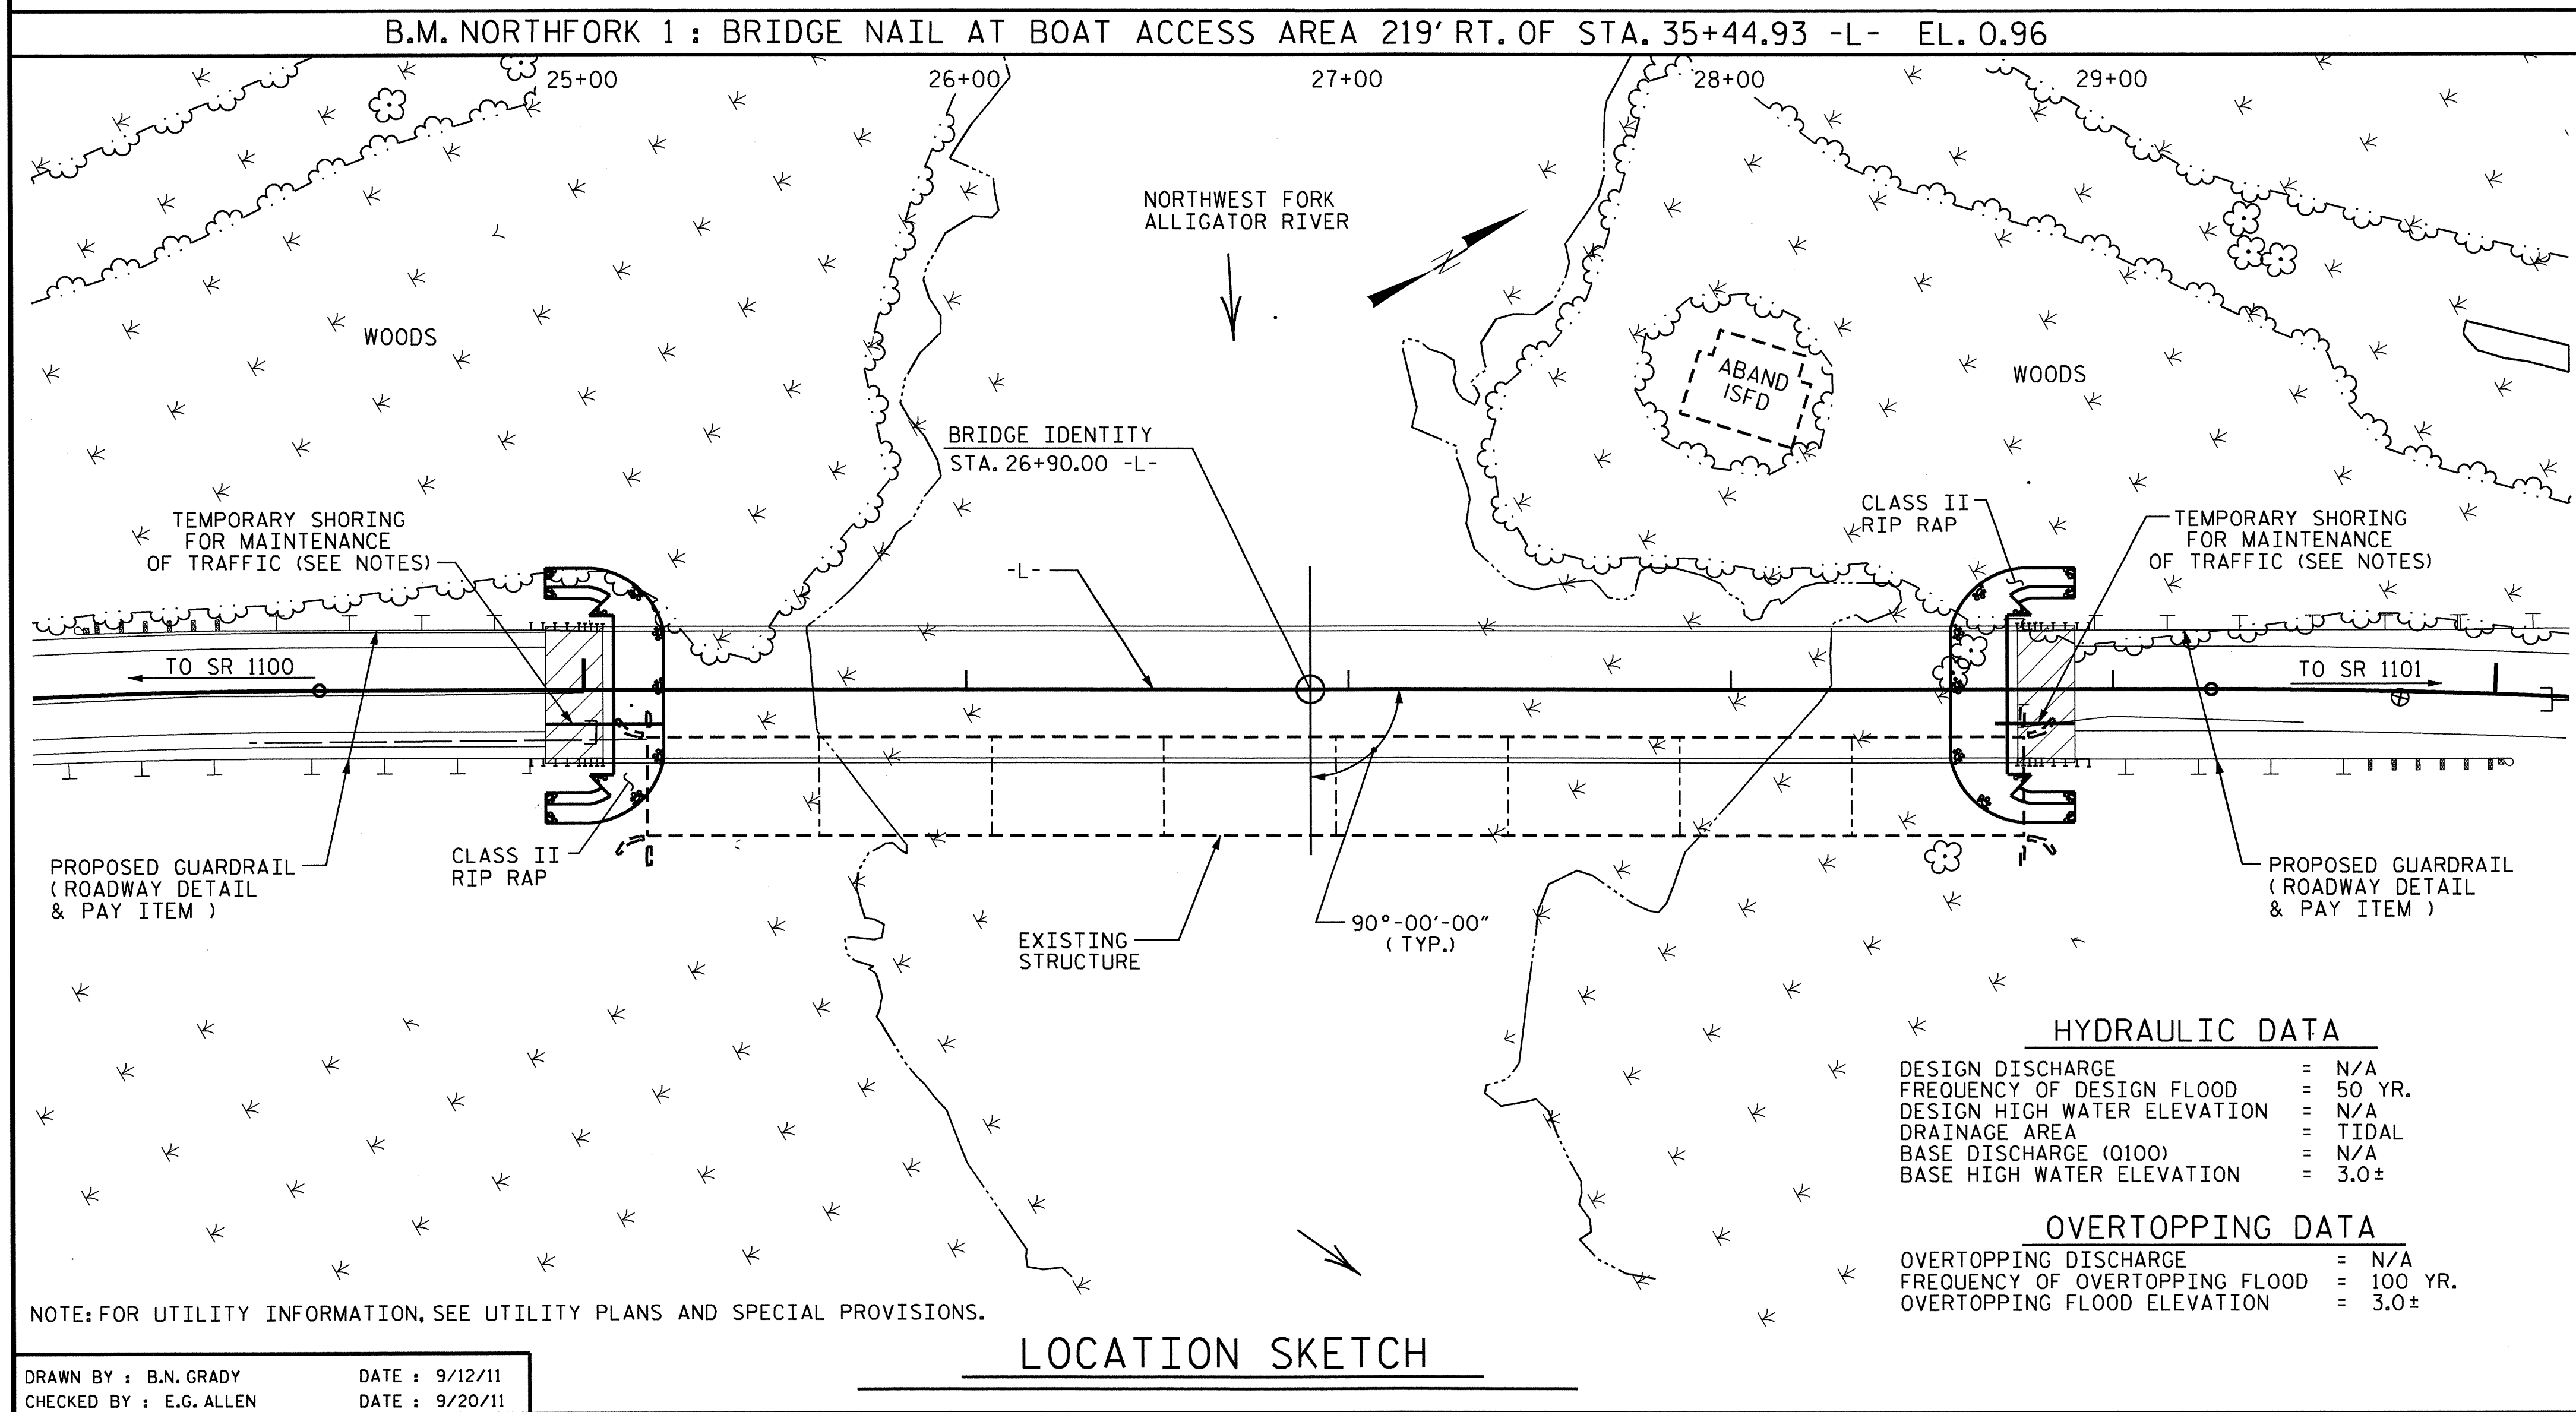 B.M. NORTHFORK 1 : BRIDGE NAIL AT BOAT ACCESS AREA 219' RT. OF STA. 35+44.93 -L- EL. 0.96
25+00
26+00
27+00
28+00
29+00
NORTHWEST FORK
ALLIGATOR RIVER
N
WOODS
ABAND
ISFD
WOODS
BRIDGE IDENTITY
STA. 26+90.00 -L-
TEMPORARY SHORING
FOR MAINTENANCE
OF TRAFFIC (SEE NOTES)
-L-
CLASS II
RIP RAP
TEMPORARY SHORING
FOR MAINTENANCE
OF TRAFFIC (SEE NOTES)
TO SR 1100
TO SR 1101
PROPOSED GUARDRAIL
( ROADWAY DETAIL
& PAY ITEM )
CLASS II
RIP RAP
EXISTING
STRUCTURE
90°-00'-00"
( TYP.)
PROPOSED GUARDRAIL
( ROADWAY DETAIL
& PAY ITEM )
HYDRAULIC DATA
DESIGN DISCHARGE = N/A
FREQUENCY OF DESIGN FLOOD = 50 YR.
DESIGN HIGH WATER ELEVATION = N/A
DRAINAGE AREA = TIDAL
BASE DISCHARGE (Q100) = N/A
BASE HIGH WATER ELEVATION = 3.0±
OVERTOPPING DATA
OVERTOPPING DISCHARGE = N/A
FREQUENCY OF OVERTOPPING FLOOD = 100 YR.
OVERTOPPING FLOOD ELEVATION = 3.0±
NOTE: FOR UTILITY INFORMATION, SEE UTILITY PLANS AND SPECIAL PROVISIONS.
LOCATION SKETCH
DRAWN BY : B.N. GRADY DATE : 9/12/11
CHECKED BY : E.G. ALLEN DATE : 9/20/11